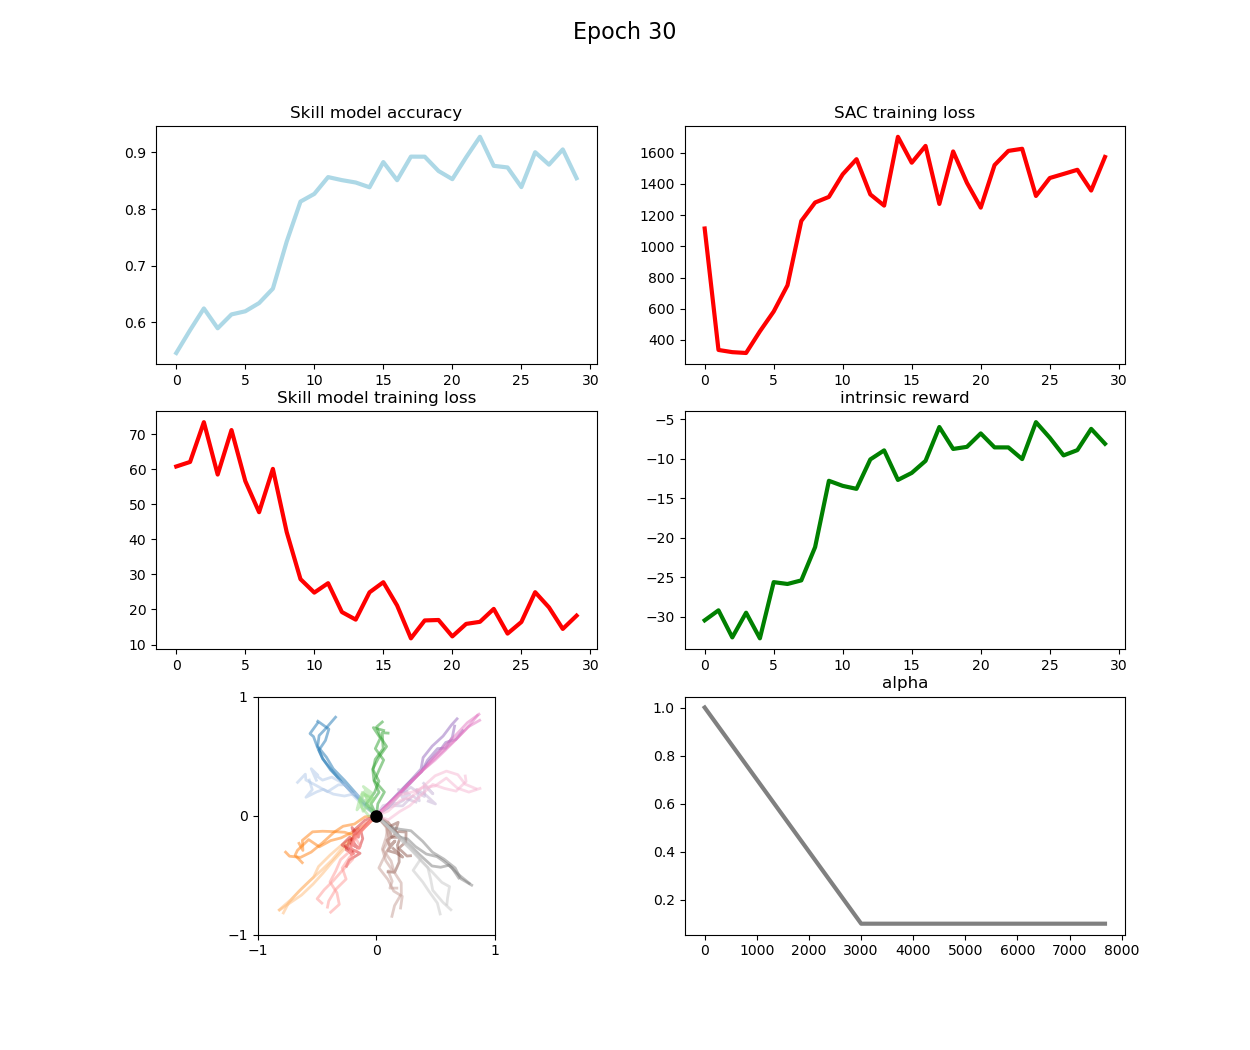 Epoch 30
Skill model accuracy
0.9
0.8
0.7
0.6
0 5 10 15 20 25 30
SAC training loss
1600
1400
1200
1000
800
600
400
0 5 10 15 20 25 30
Skill model training loss
70
60
50
40
30
20
10
0 5 10 15 20 25 30
intrinsic reward
−5
−10
−15
−20
−25
−30
0 5 10 15 20 25 30
1
0
−1
−1 0 1
alpha
1.0
0.8
0.6
0.4
0.2
0 1000 2000 3000 4000 5000 6000 7000 8000